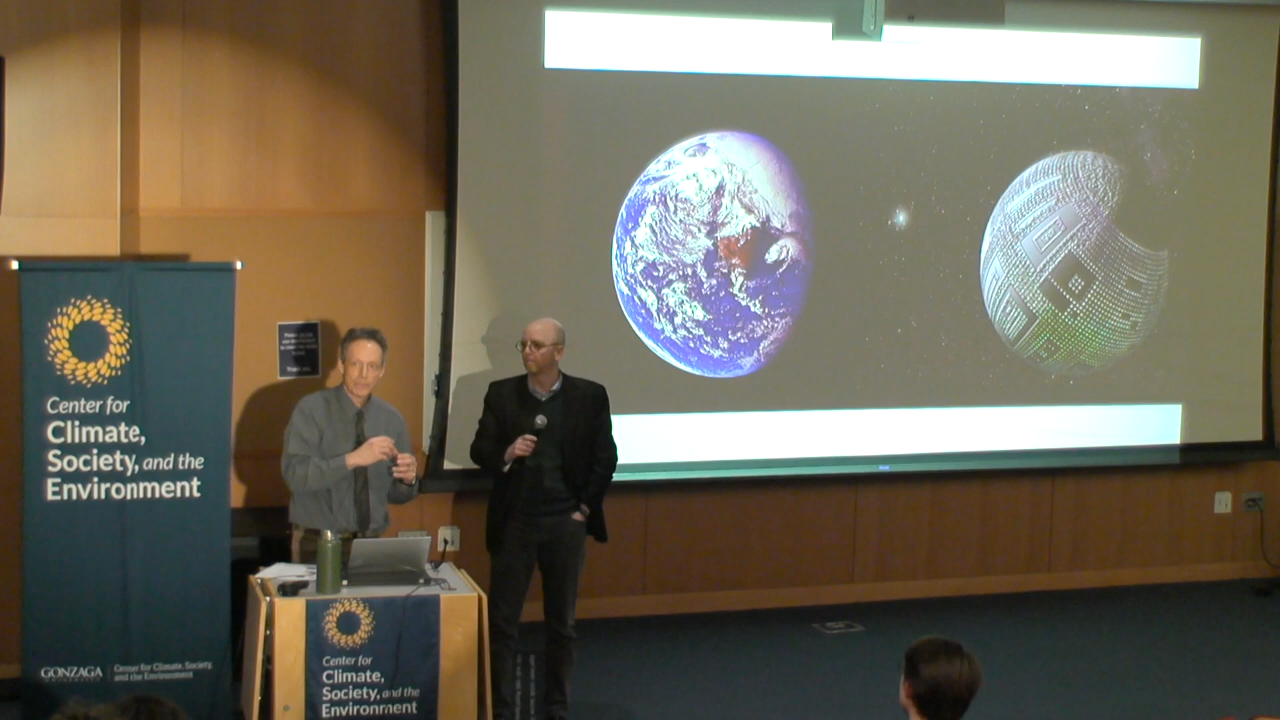 Center for
Climate,
Society, and the
Environment
GONZAGA
Center for Climate, Society,
and the Environment
Center for
Climate,
Society, and the
Environment